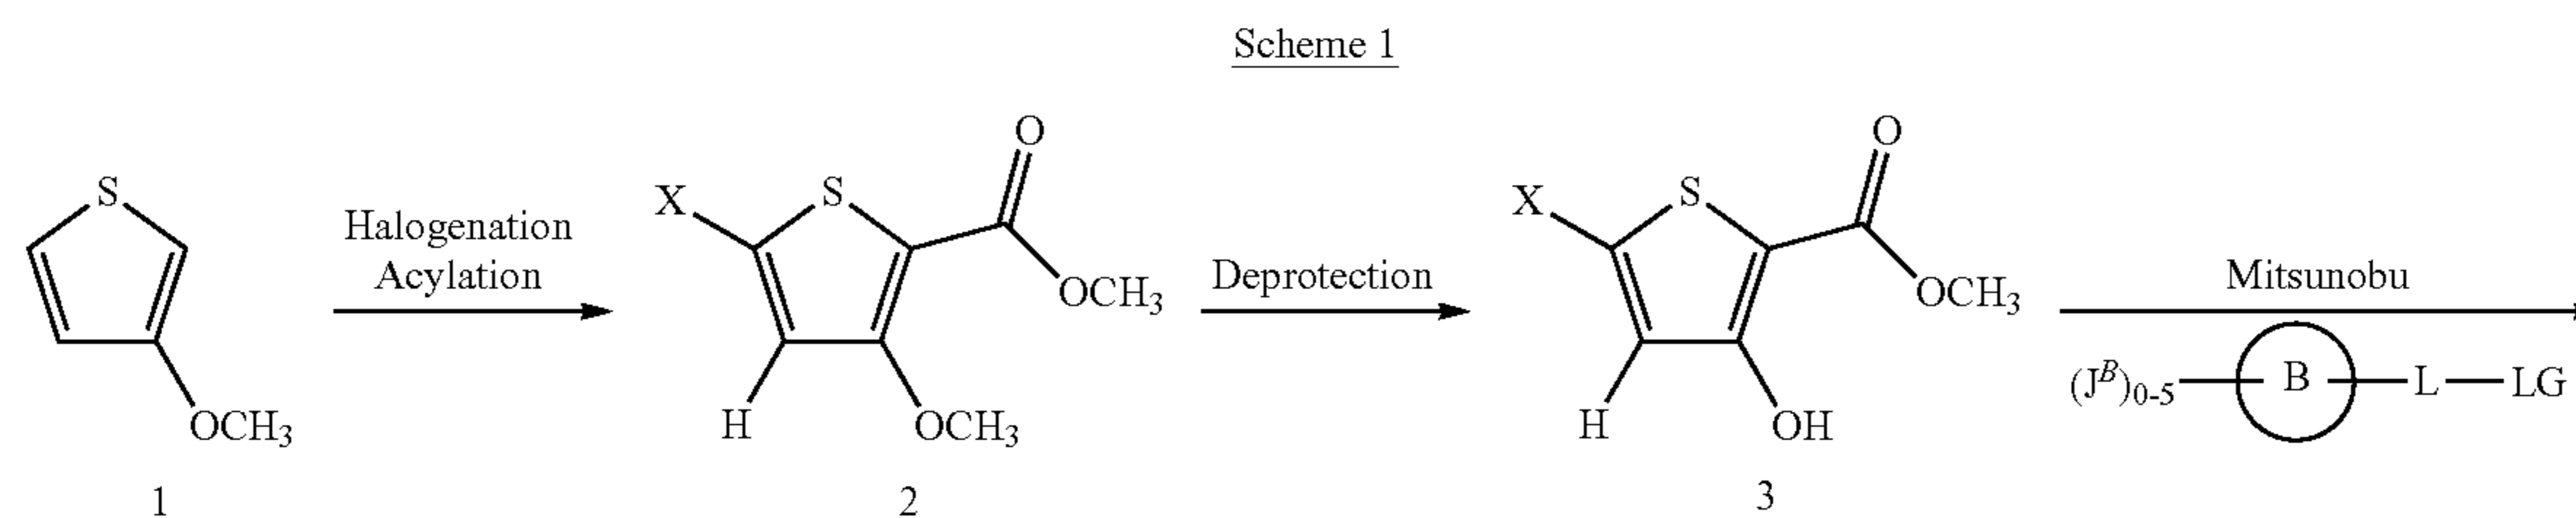 Scheme 1
S
OCH₃
1
Halogenation
Acylation
X
S
O
OCH₃
H
OCH₃
2
Deprotection
X
S
O
OCH₃
H
OH
3
Mitsunobu
(Jᴮ)₀₋₅ B L LG